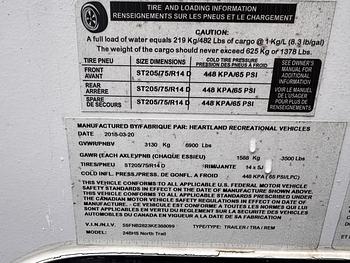 TIRE AND LOADING INFORMATION
RENSEIGNEMENTS SUR LES PNEUS ET LE CHARGEMENT
CAUTION:
A full load of water equals 219 Kg/482 Lbs of cargo @ 1 Kg/L (8.3 lb/gal)
The weight of the cargo should never exceed 625 Kg or 1378 Lbs.
TIRE PNEU SIZE DIMENSIONS COLD TIRE PRESSURE PRESSION DES PNEUS À FROID
FRONT AVANT ST205/75/R14 D 448 KPA/65 PSI
REAR ARRIÈRE ST205/75/R14 D 448 KPA/65 PSI
SPARE DE SECOURS ST205/75/R14 D 448 KPA/65 PSI
SEE OWNER'S
MANUAL FOR
ADDITIONAL
INFORMATION
VOIR LE MANUEL
DE L'USAGER
POUR PLUS DE
RENSEIGNEMENTS
MANUFACTURED BY/FABRIQUE PAR: HEARTLAND RECREATIONAL VEHICLES
DATE 2018-03-20
GVWR/PNBV 3130 Kg 6900 Lbs
GAWR (EACH AXLE)/PNB (CHAQUE ESSIEU) 1588 Kg 3500 Lbs
TIRES/PNEU ST205/75/R14 D RIM/JANTE 14 x 5J
COLD INFL. PRESS./PRESS. DE GONFL. A FROID 448 KPA ( 65 PSI/LPC)
THIS VEHICLE CONFORMS TO ALL APPLICABLE U.S. FEDERAL MOTOR VEHICLE
SAFETY STANDARDS IN EFFECT ON THE DATE OF MANUFACTURE SHOWN ABOVE.
THIS VEHICLE CONFORMS TO ALL APPLICABLE STANDARDS PRESCRIBED UNDER
THE CANADIAN MOTOR VEHICLE SAFETY REGULATIONS IN EFFECT ON DATE OF
MANUFACTURE. - CE VEHICULE EST CONFORME A TOUTES LES NORMES QUI LUI
SONT APPLICABLES EN VERTU DU REGLEMENT SUR LA SECURITE DES VEHICULES
AUTOMOBILES DU CANADA EN VIGUEUR A LA DATE DE SA FABRICATION
V.I.N./N.I.V. TYPE/TYPE: TRAILER / TRA / REM
MODEL: 24BHS North Trail